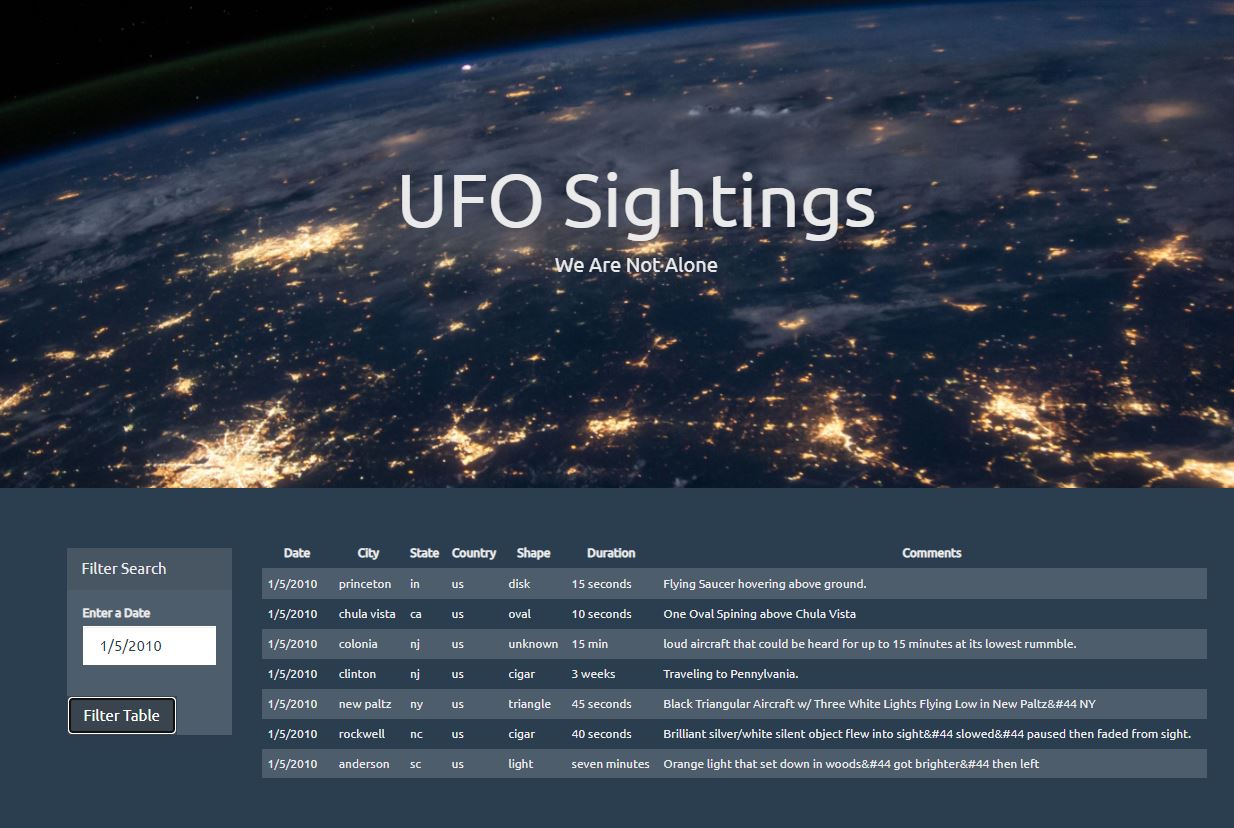 UFO Sightings
We Are Not Alone
Filter Search
Enter a Date
1/5/2010
Filter Table
Date City State Country Shape Duration Comments
1/5/2010 princeton in us disk 15 seconds Flying Saucer hovering above ground.
1/5/2010 chula vista ca us oval 10 seconds One Oval Spining above Chula Vista
1/5/2010 colonia nj us unknown 15 min loud aircraft that could be heard for up to 15 minutes at its lowest rummble.
1/5/2010 clinton nj us cigar 3 weeks Traveling to Pennylvania.
1/5/2010 new paltz ny us triangle 45 seconds Black Triangular Aircraft w/ Three White Lights Flying Low in New Paltz&#44 NY
1/5/2010 rockwell nc us cigar 40 seconds Brilliant silver/white silent object flew into sight&#44 slowed&#44 paused then faded from sight.
1/5/2010 anderson sc us light seven minutes Orange light that set down in woods&#44 got brighter&#44 then left